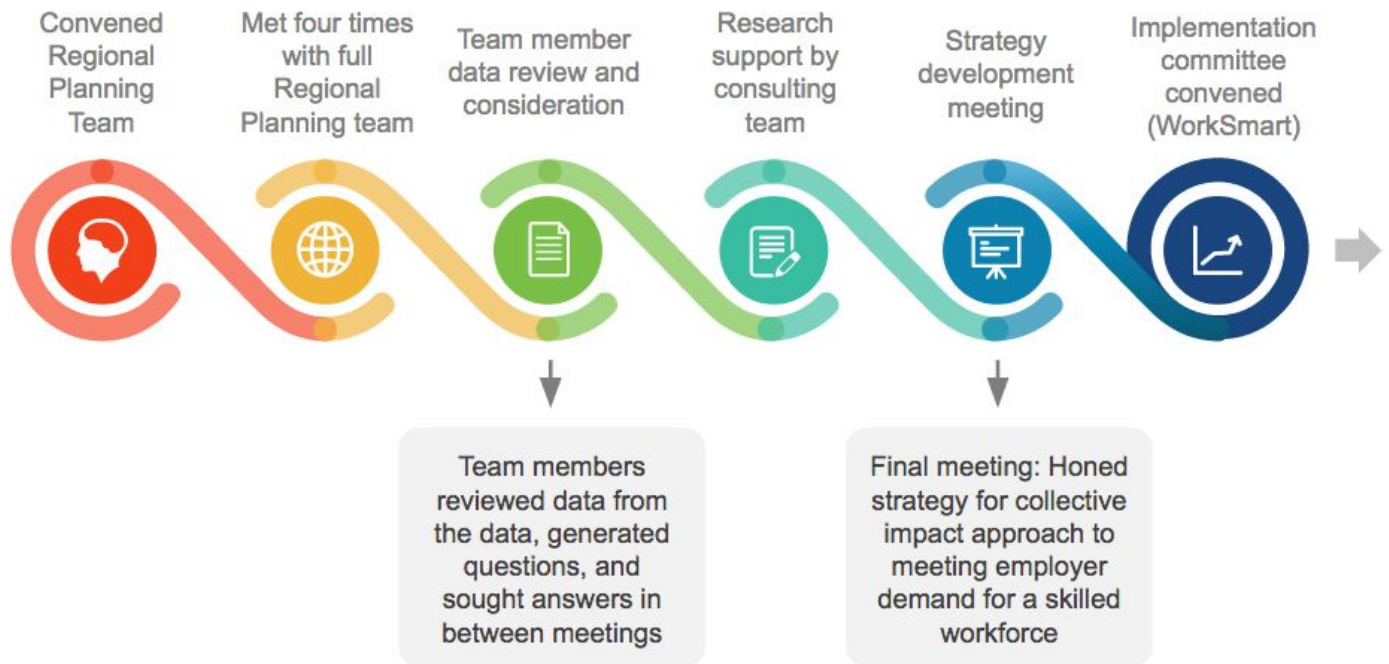 Convened
Regional
Planning
Team
Met four times
with full
Regional
Planning team
Team member
data review and
consideration
Research
support by
consulting
team
Strategy
development
meeting
Implementation
committee
convened
(WorkSmart)
Team members
reviewed data from
the data, generated
questions, and
sought answers in
between meetings
Final meeting: Honed
strategy for collective
impact approach to
meeting employer
demand for a skilled
workforce